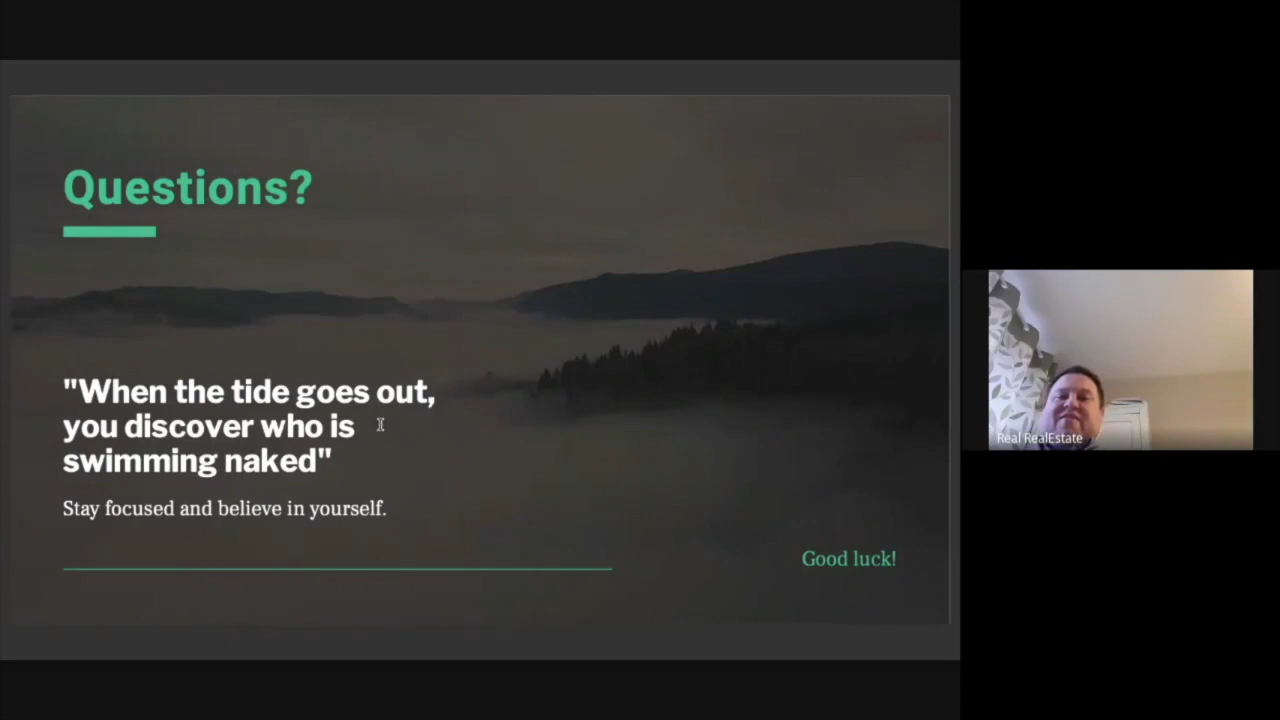 Questions?
"When the tide goes out,
you discover who is
swimming naked"
Stay focused and believe in yourself.
Good luck!
Real RealEstate